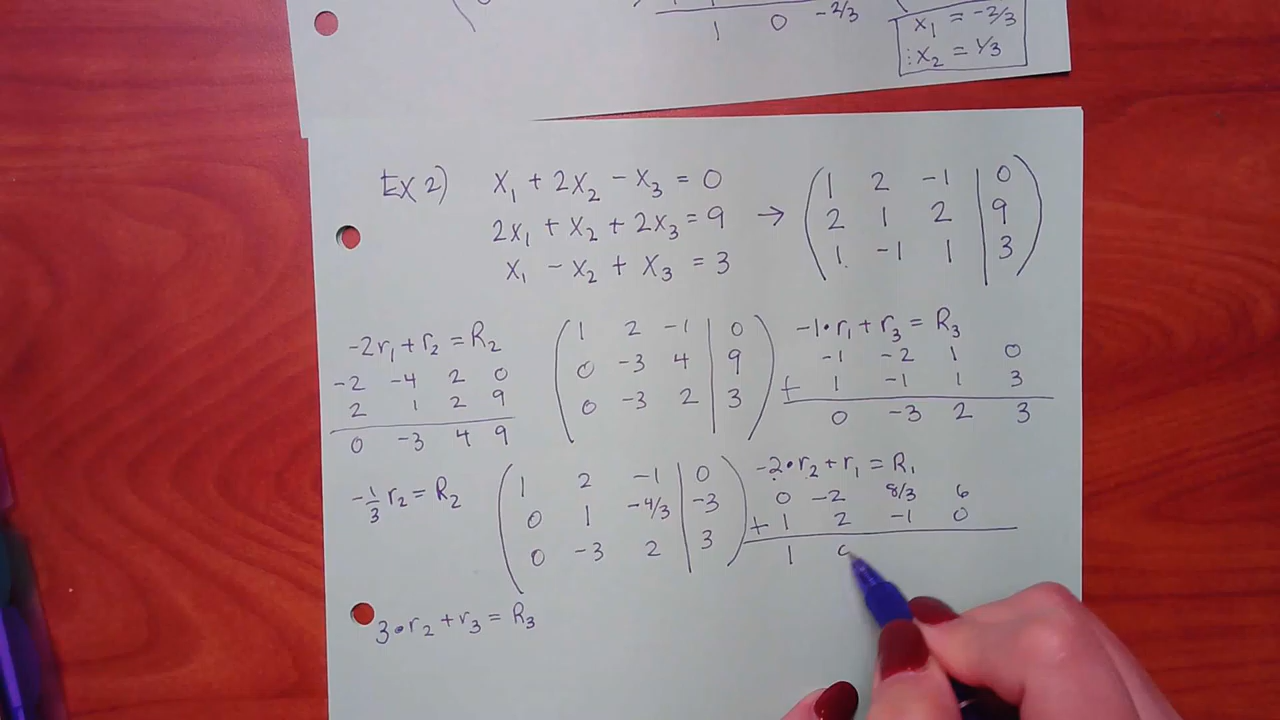 1 0 -2/3
x₁ = -2/3
:x₂ = 1/3
Ex 2) x₁ + 2x₂ - x₃ = 0
2x₁ + x₂ + 2x₃ = 9 →
x₁ - x₂ + x₃ = 3
( 1 2 -1 | 0 )
( 2 1 2 | 9 )
( 1 -1 1 | 3 )
-2r₁ + r₂ = R₂
-2 -4 2 0
2 1 2 9
0 -3 4 9
( 1 2 -1 | 0 )
( 0 -3 4 | 9 )
( 0 -3 2 | 3 )
-1•r₁ + r₃ = R₃
-1 -2 1 0
+ 1 -1 1 3
0 -3 2 3
-1/3 r₂ = R₂
( 1 2 -1 | 0 )
( 0 1 -4/3 | -3 )
( 0 -3 2 | 3 )
-2•r₂ + r₁ = R₁
0 -2 8/3 6
+ 1 2 -1 0
1 0
3•r₂ + r₃ = R₃